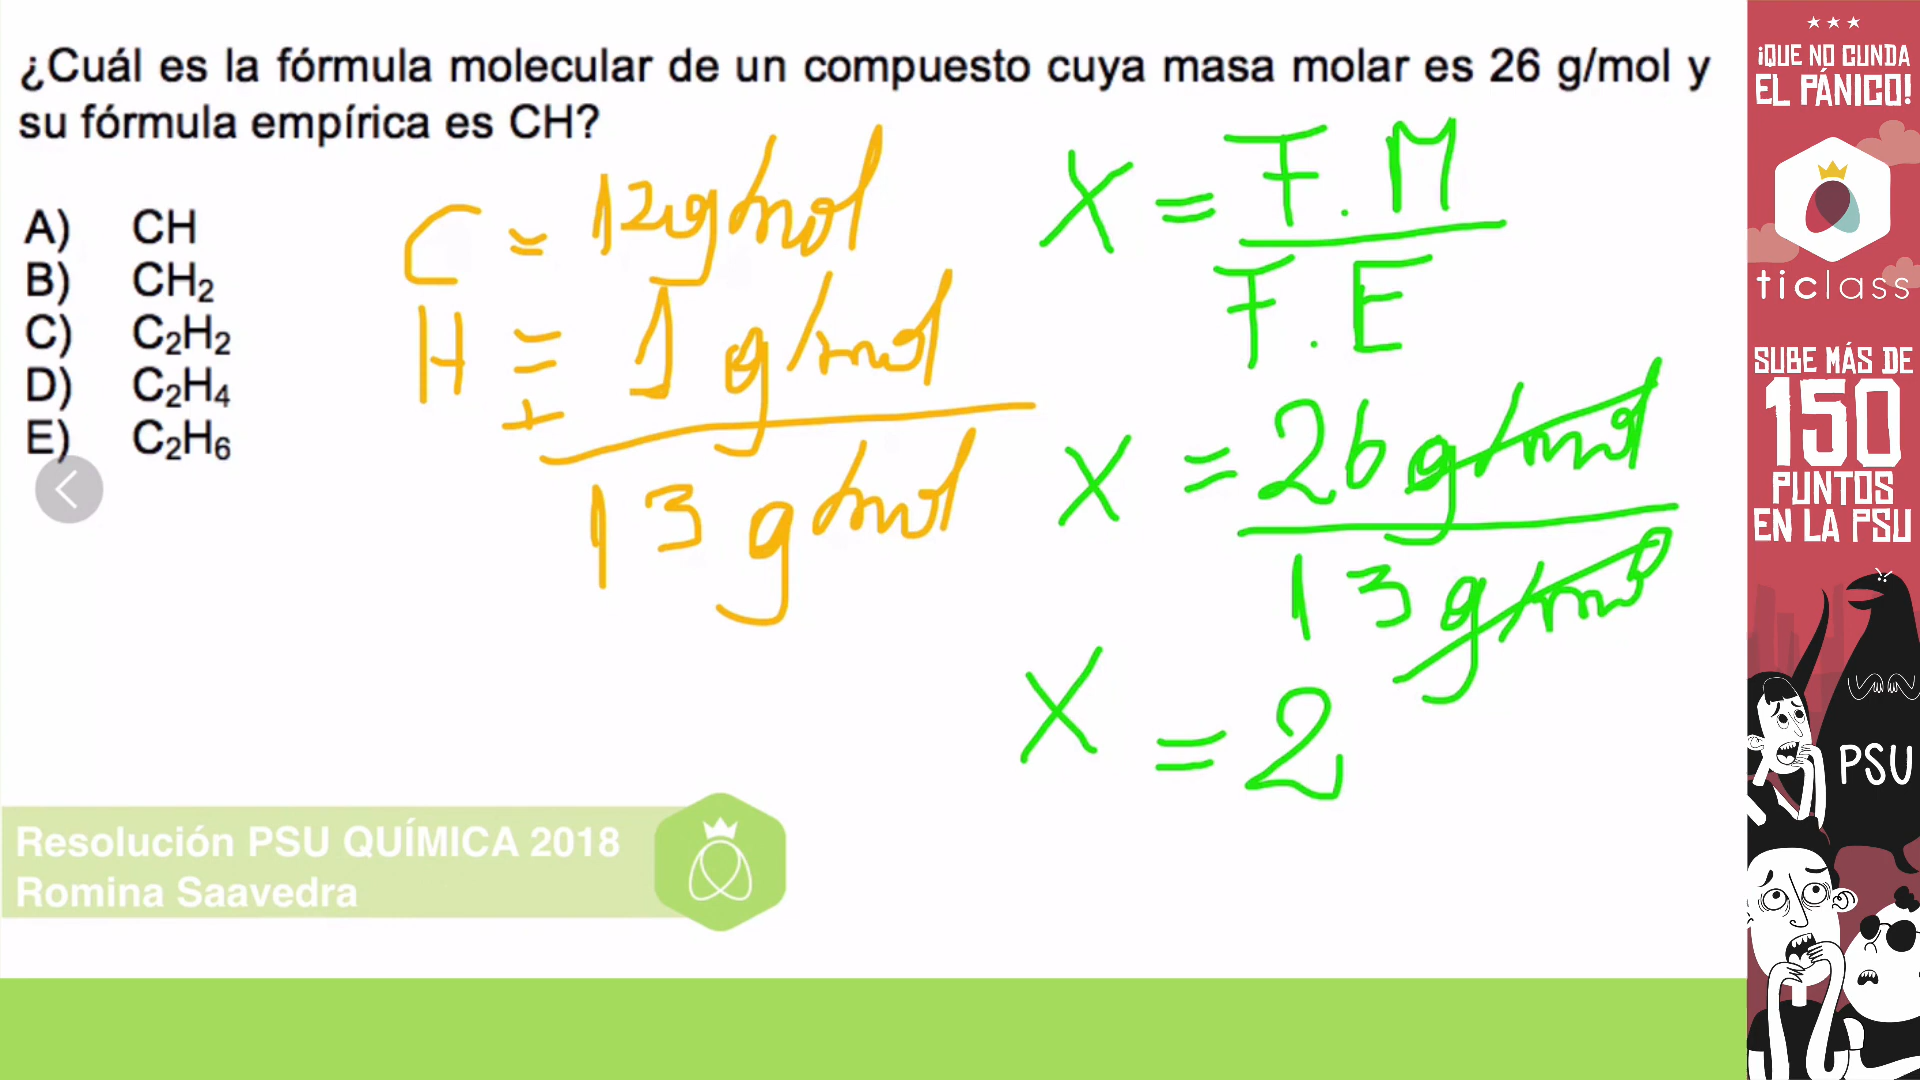 ¿Cuál es la fórmula molecular de un compuesto cuya masa molar es 26 g/mol y
su fórmula empírica es CH?
A) CH
B) CH₂
C) C₂H₂
D) C₂H₄
E) C₂H₆
C = 12 g/mol
H = 1 g/mol
+
13 g/mol
X = F.M
F.E
X = 26 g/mol
13 g/mol
X = 2
Resolución PSU QUÍMICA 2018
Romina Saavedra
¡QUE NO CUNDA
EL PÁNICO!
ticlass
SUBE MÁS DE
150
PUNTOS
EN LA PSU
PSU